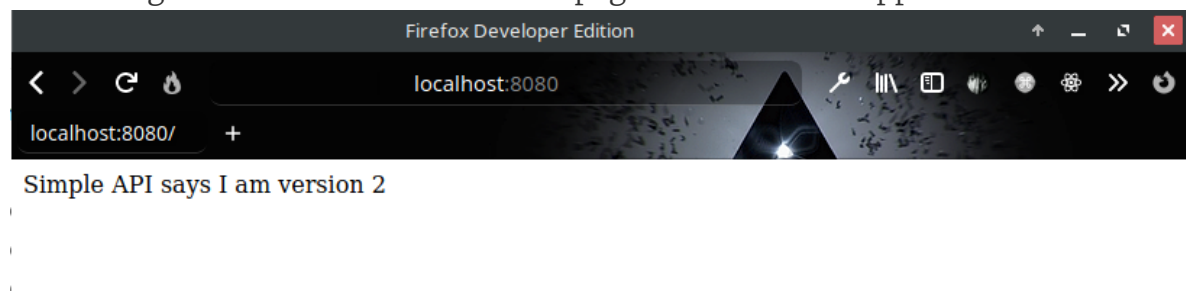 Firefox Developer Edition
localhost:8080
localhost:8080/ +
Simple API says I am version 2